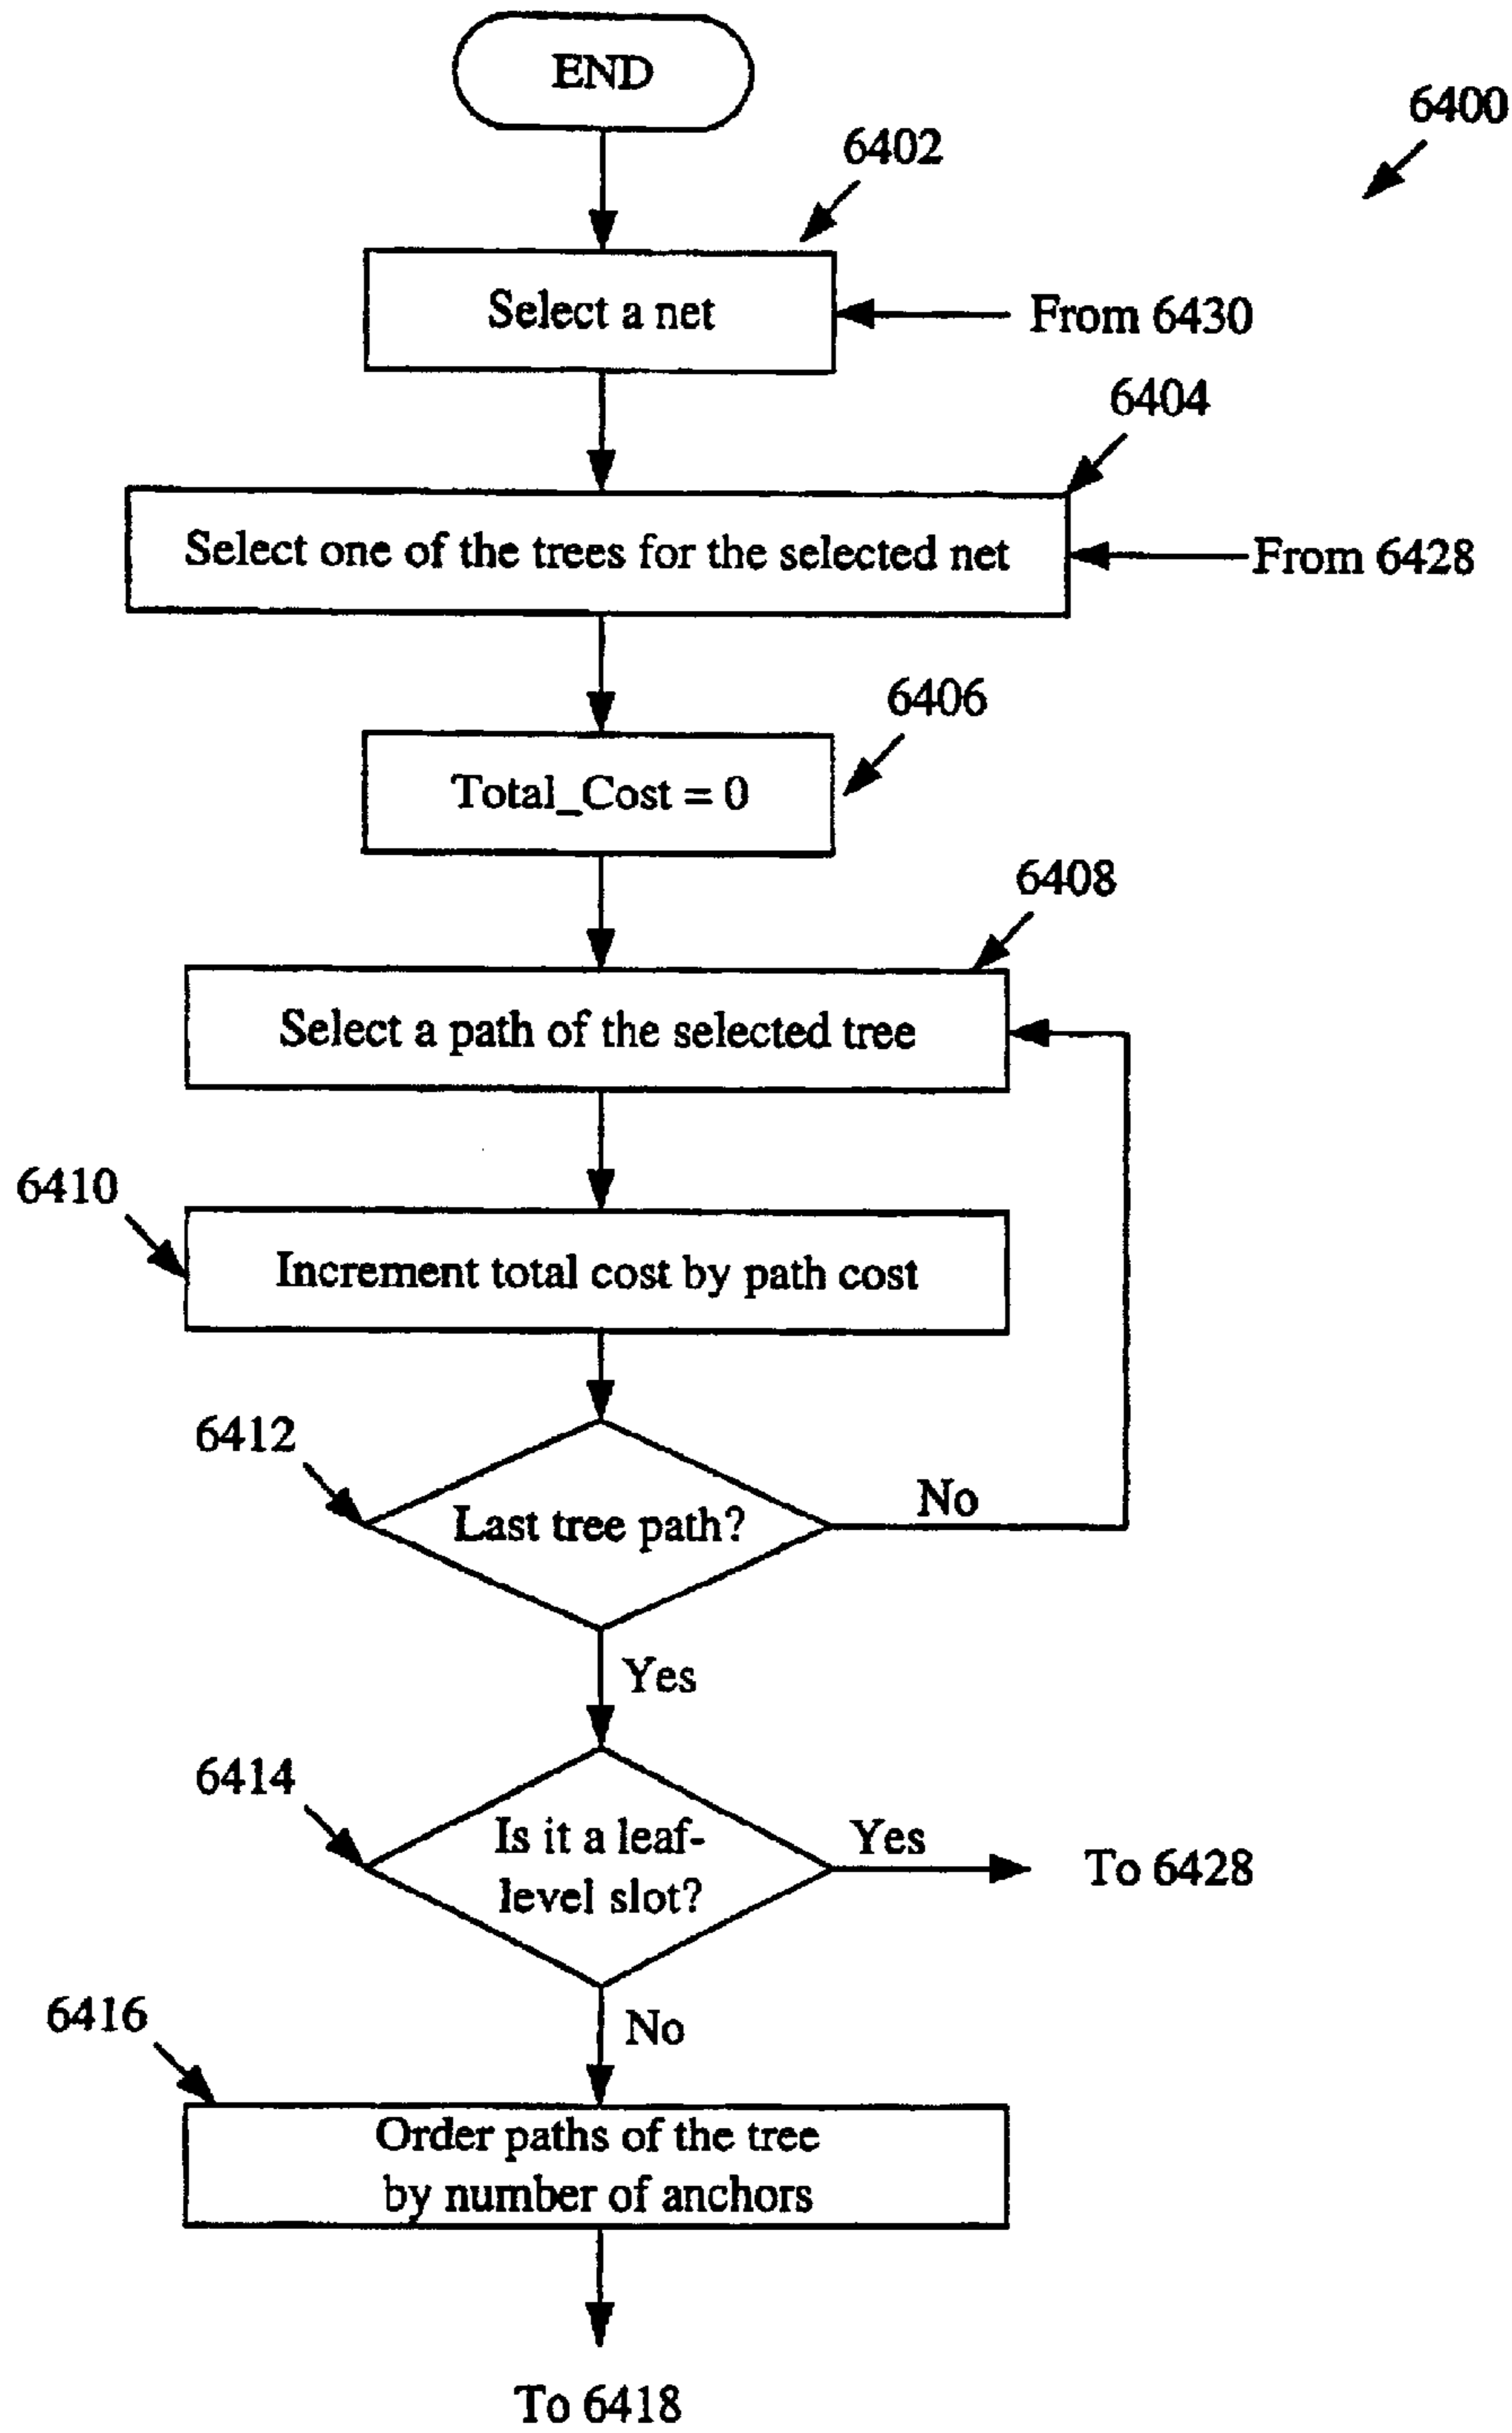 END
6400
6402
Select a net
From 6430
6404
Select one of the trees for the selected net
From 6428
6406
Total_Cost = 0
6408
Select a path of the selected tree
6410
Increment total cost by path cost
6412
Last tree path?
No
Yes
6414
Is it a leaf-
level slot?
Yes
To 6428
No
6416
Order paths of the tree
by number of anchors
To 6418